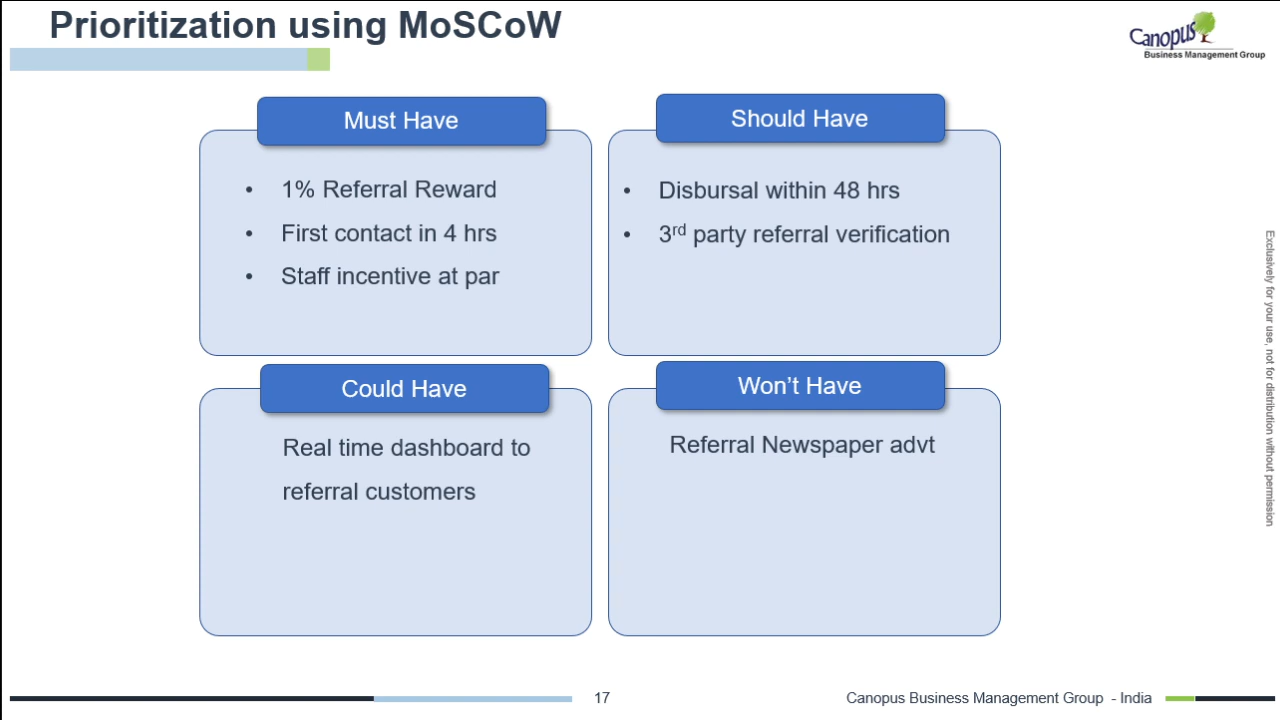 Prioritization using MoSCoW
Canopus
Business Management Group
Must Have
• 1% Referral Reward
• First contact in 4 hrs
• Staff incentive at par
Should Have
• Disbursal within 48 hrs
• 3rd party referral verification
Could Have
Real time dashboard to
referral customers
Won’t Have
Referral Newspaper advt
Exclusively for your use, not for distribution without permission
17
Canopus Business Management Group - India